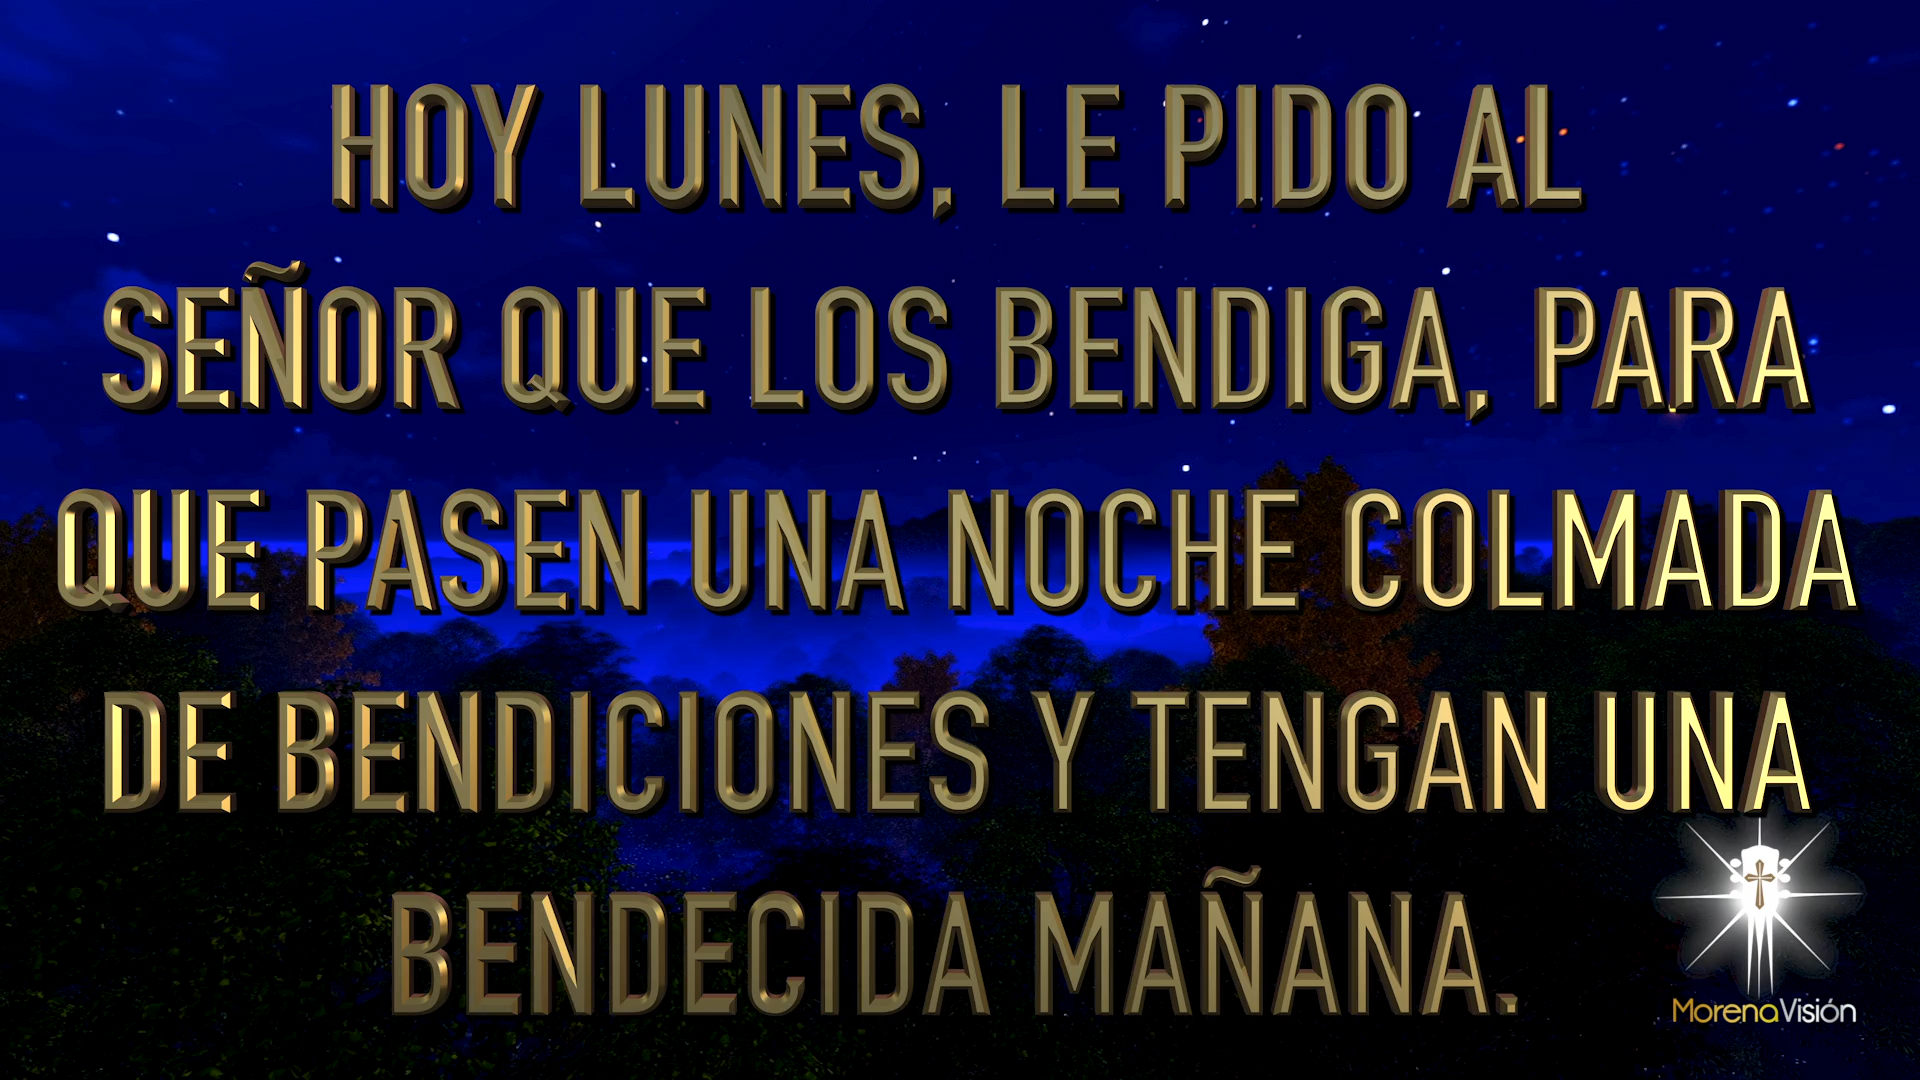 HOY LUNES, LE PIDO AL
SEÑOR QUE LOS BENDIGA, PARA
QUE PASEN UNA NOCHE COLMADA
DE BENDICIONES Y TENGAN UNA
BENDECIDA MAÑANA.
MorenaVisión